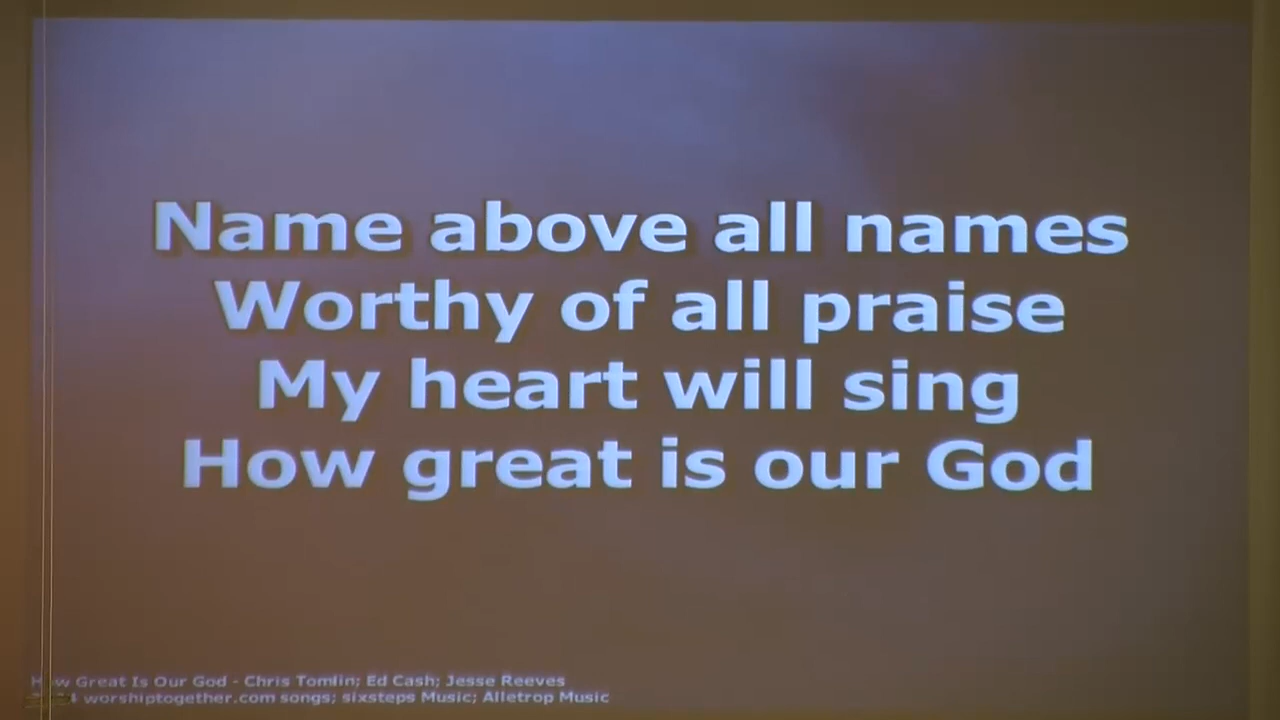 Name above all names
Worthy of all praise
My heart will sing
How great is our God
How Great Is Our God - Chris Tomlin; Ed Cash; Jesse Reeves
worshiptogether.com songs; sixsteps Music; Alletrop Music